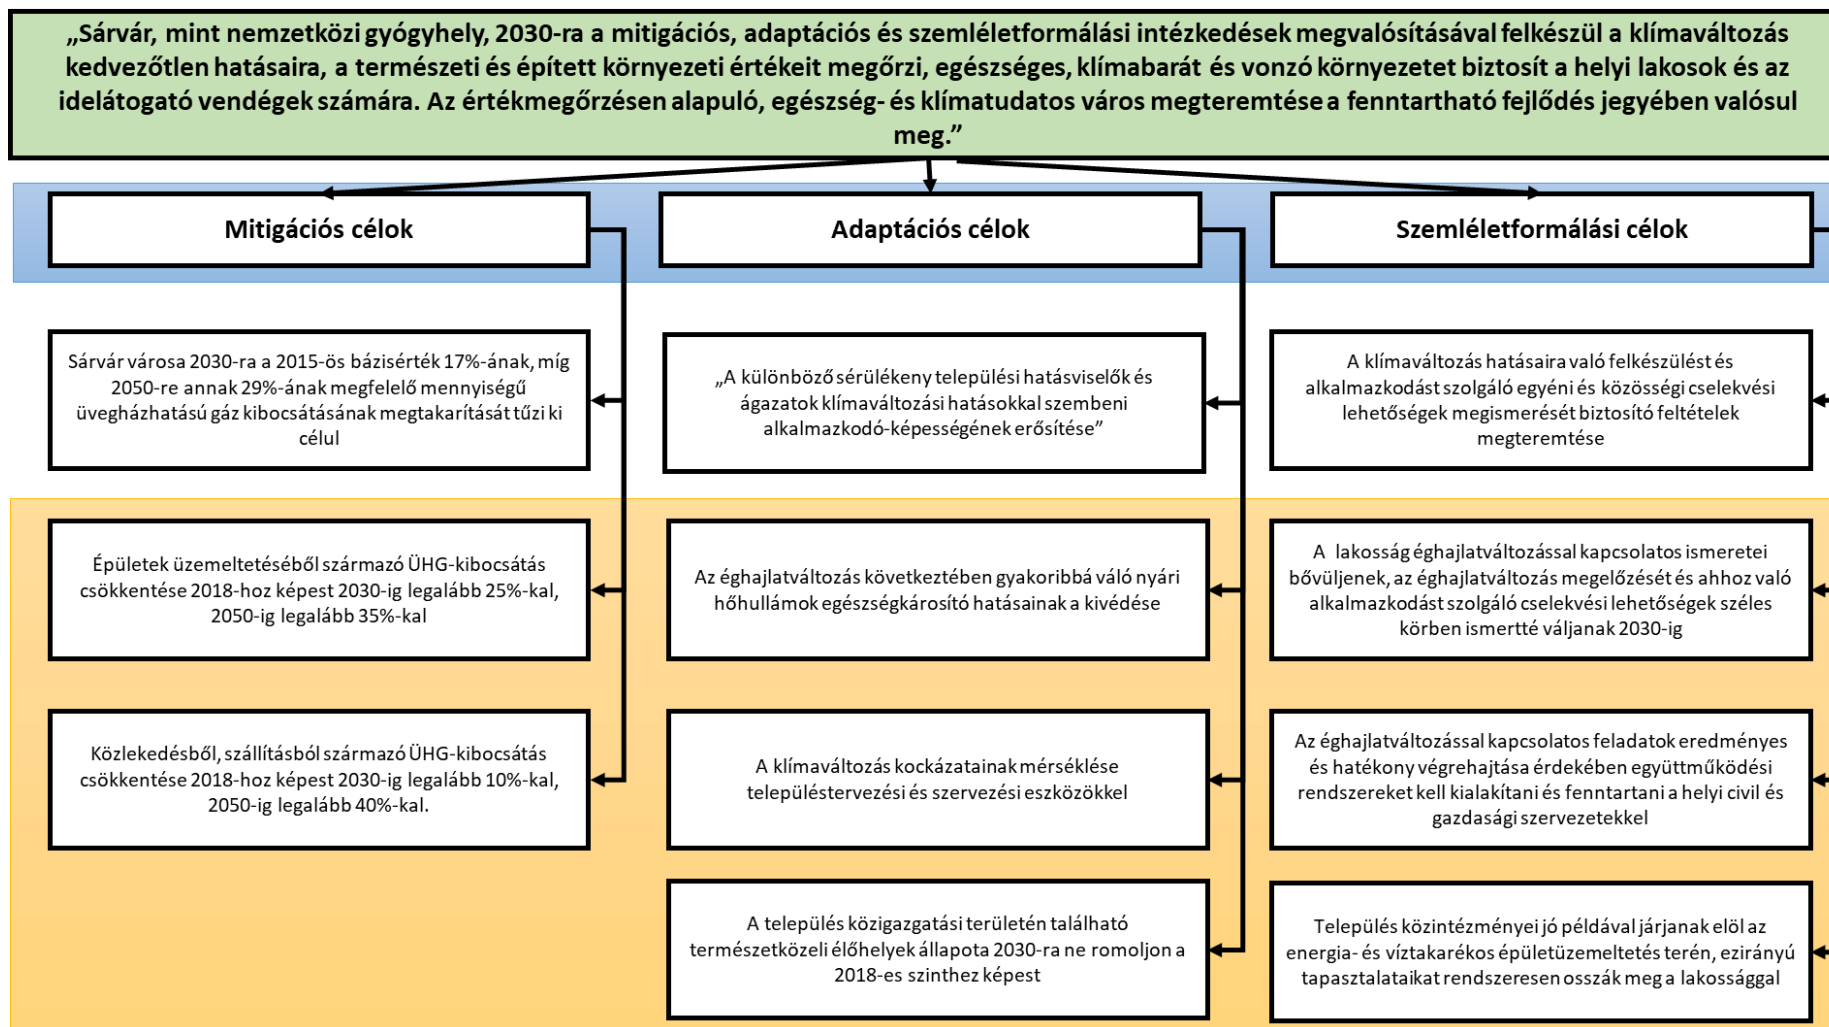 „Sárvár, mint nemzetközi gyógyhely, 2030-ra a mitigációs, adaptációs és szemléletformálási intézkedések megvalósításával felkészül a klímaváltozás
kedvezőtlen hatásaira, a természeti és épített környezeti értékeit megőrzi, egészséges, klímabarát és vonzó környezetet biztosít a helyi lakosok és az
idelátogató vendégek számára. Az értékmegőrzésen alapuló, egészség- és klímatudatos város megteremtése a fenntartható fejlődés jegyében valósul
meg.”
Mitigációs célok
Adaptációs célok
Szemléletformálási célok
Sárvár városa 2030-ra a 2015-ös bázisérték 17%-ának, míg
2050-re annak 29%-ának megfelelő mennyiségű
üvegházhatású gáz kibocsátásának megtakarítását tűzi ki
célul
„A különböző sérülékeny települési hatásviselők és
ágazatok klímaváltozási hatásokkal szembeni
alkalmazkodó-képességének erősítése”
A klímaváltozás hatásaira való felkészülést és
alkalmazkodást szolgáló egyéni és közösségi cselekvési
lehetőségek megismerését biztosító feltételek
megteremtése
Épületek üzemeltetéséből származó ÜHG-kibocsátás
csökkentése 2018-hoz képest 2030-ig legalább 25%-kal,
2050-ig legalább 35%-kal
Az éghajlatváltozás következtében gyakoribbá váló nyári
hőhullámok egészségkárosító hatásainak a kivédése
A lakosság éghajlatváltozással kapcsolatos ismeretei
bővüljenek, az éghajlatváltozás megelőzését és ahhoz való
alkalmazkodást szolgáló cselekvési lehetőségek széles
körben ismertté váljanak 2030-ig
Közlekedésből, szállításból származó ÜHG-kibocsátás
csökkentése 2018-hoz képest 2030-ig legalább 10%-kal,
2050-ig legalább 40%-kal.
A klímaváltozás kockázatainak mérséklése
településtervezési és szervezési eszközökkel
Az éghajlatváltozással kapcsolatos feladatok eredményes
és hatékony végrehajtása érdekében együttműködési
rendszereket kell kialakítani és fenntartani a helyi civil és
gazdasági szervezetekkel
A település közigazgatási területén található
természetközeli élőhelyek állapota 2030-ra ne romoljon a
2018-es szinthez képest
Település közintézményei jó példával járjanak elöl az
energia- és víztakarékos épületüzemeltetés terén, ezirányú
tapasztalataikat rendszeresen osszák meg a lakossággal